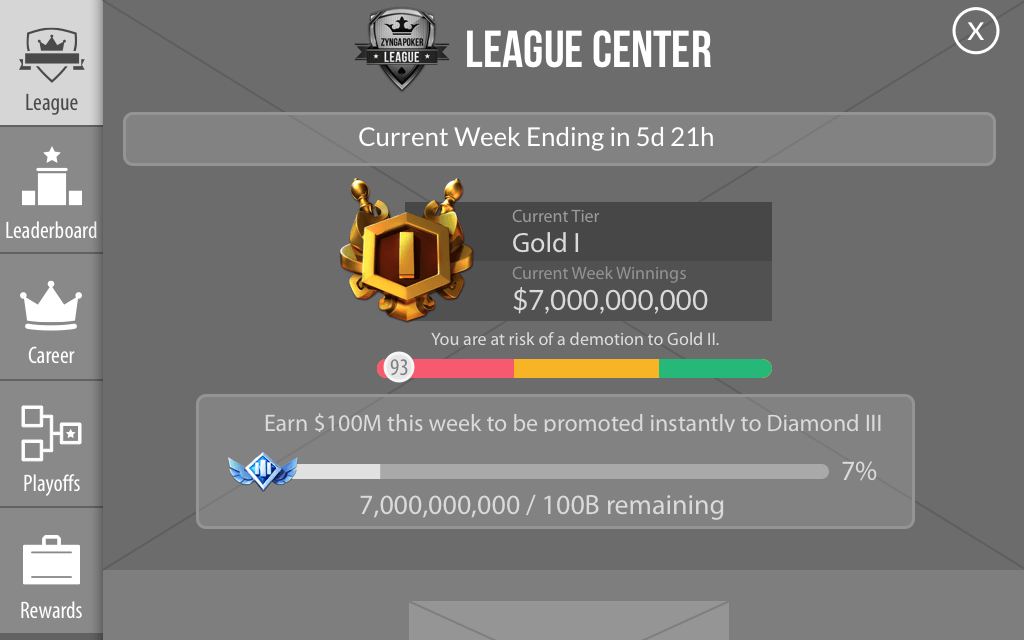 ZYNGA POKER
LEAGUE
LEAGUE CENTER
X
League
Leaderboard
Career
Playoffs
Rewards
Current Week Ending in 5d 21h
Current Tier
Gold I
Current Week Winnings
$7,000,000,000
You are at risk of a demotion to Gold II.
93
Earn $100M this week to be promoted instantly to Diamond III
7%
7,000,000,000 / 100B remaining